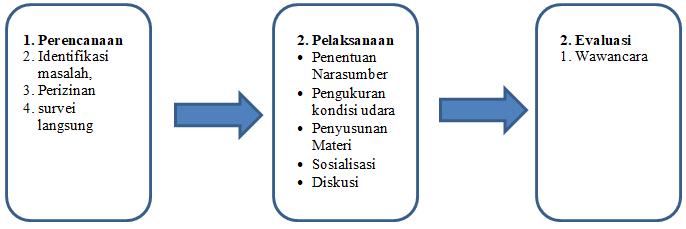 1. Perencanaan
2. Identifikasi
masalah,
3. Perizinan
4. survei
langsung
2. Pelaksanaan
• Penentuan
Narasumber
• Pengukuran
kondisi udara
• Penyusunan
Materi
• Sosialisasi
• Diskusi
2. Evaluasi
1. Wawancara